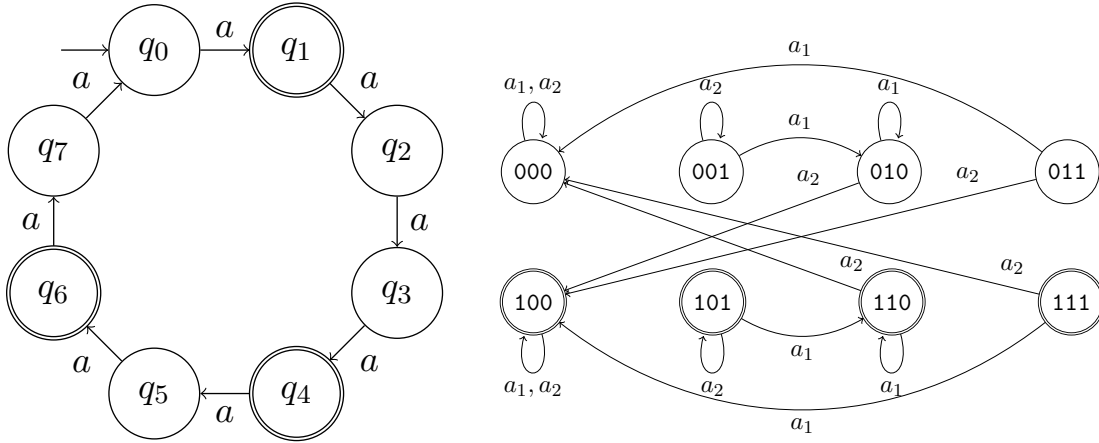 q₀ a q₁
a
a
q₂
a
q₃
a
q₄
a
q₅
a
q₆
a
q₇
a
a₁
a₁, a₂ a₂ a₁
a₁
000 001 010 011
a₂ a₂
a₂ a₂
100 101 110 111
a₁
a₁, a₂ a₂ a₁
a₁